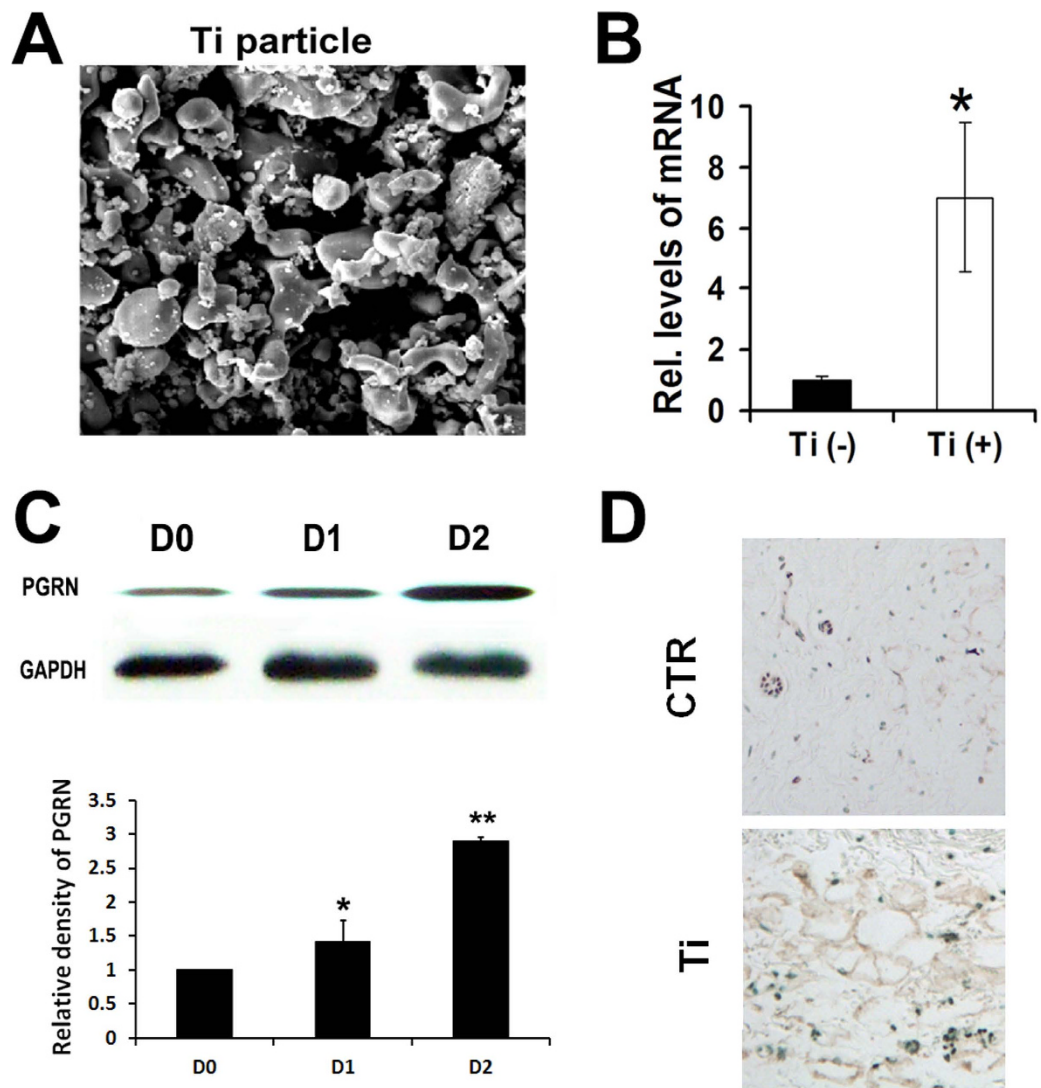 A
Ti particle
B
Rel. levels of mRNA
10
8
6
4
2
0
*
Ti (-)
Ti (+)
C
D0 D1 D2
PGRN
GAPDH
Relative density of PGRN
3.5
3
2.5
2
1.5
1
0.5
0
*
**
D0 D1 D2
D
CTR
Ti